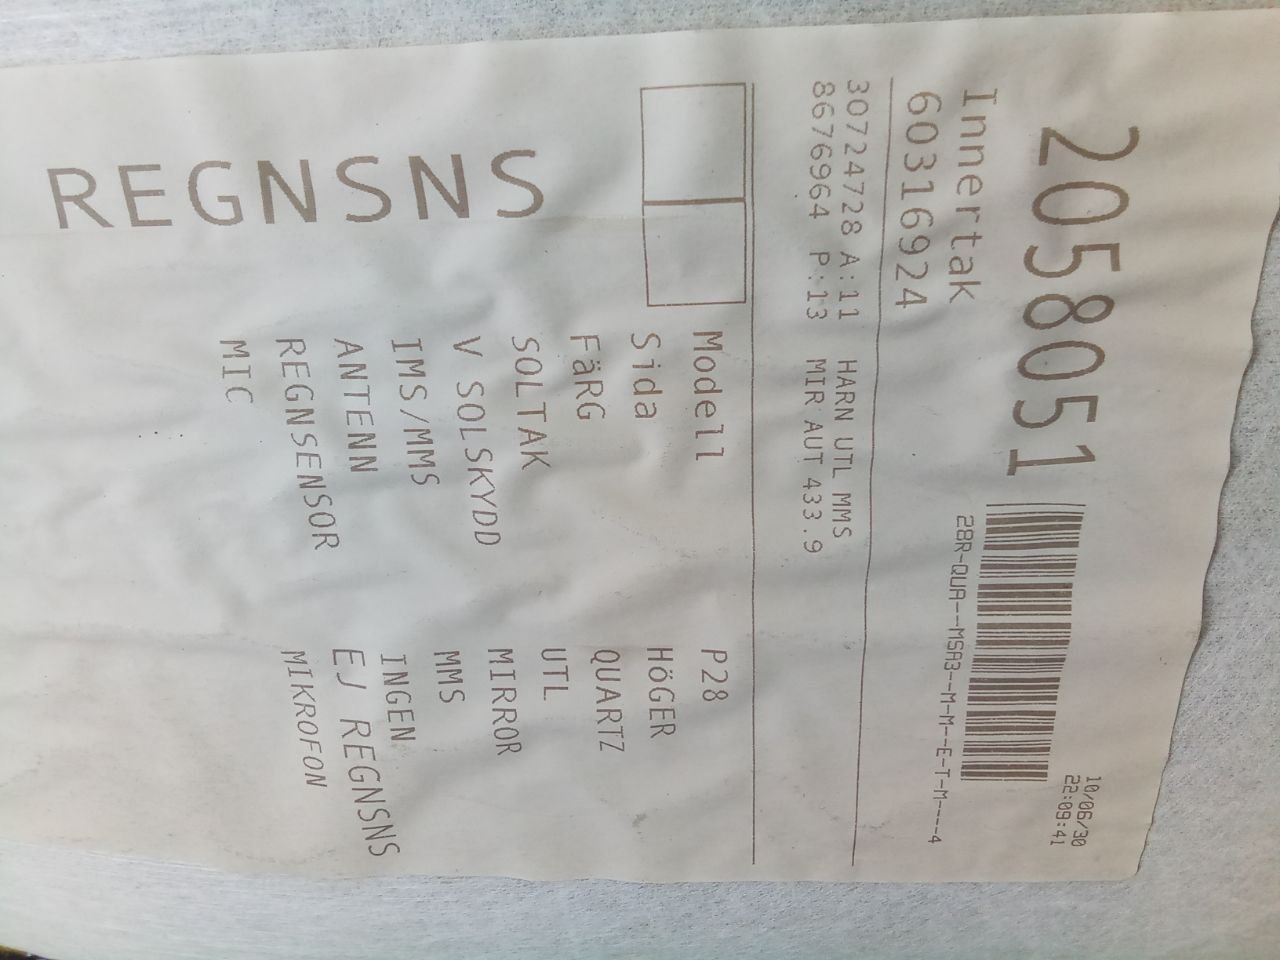 2058051
10/06/30
22:09:41
28R-QUA--MSA3--M-M--E-T-M----4
Innertak
60316924
30724728 A:11 HARN UTL MMS
8676964 P:13 MIR AUT 433.9
Modell P28
Sida HöGER
FäRG QUARTZ
SOLTAK UTL
V SOLSKYDD MIRROR
IMS/MMS MMS
ANTENN INGEN
REGNSENSOR EJ REGNSNS
MIC MIKROFON
REGNSNS